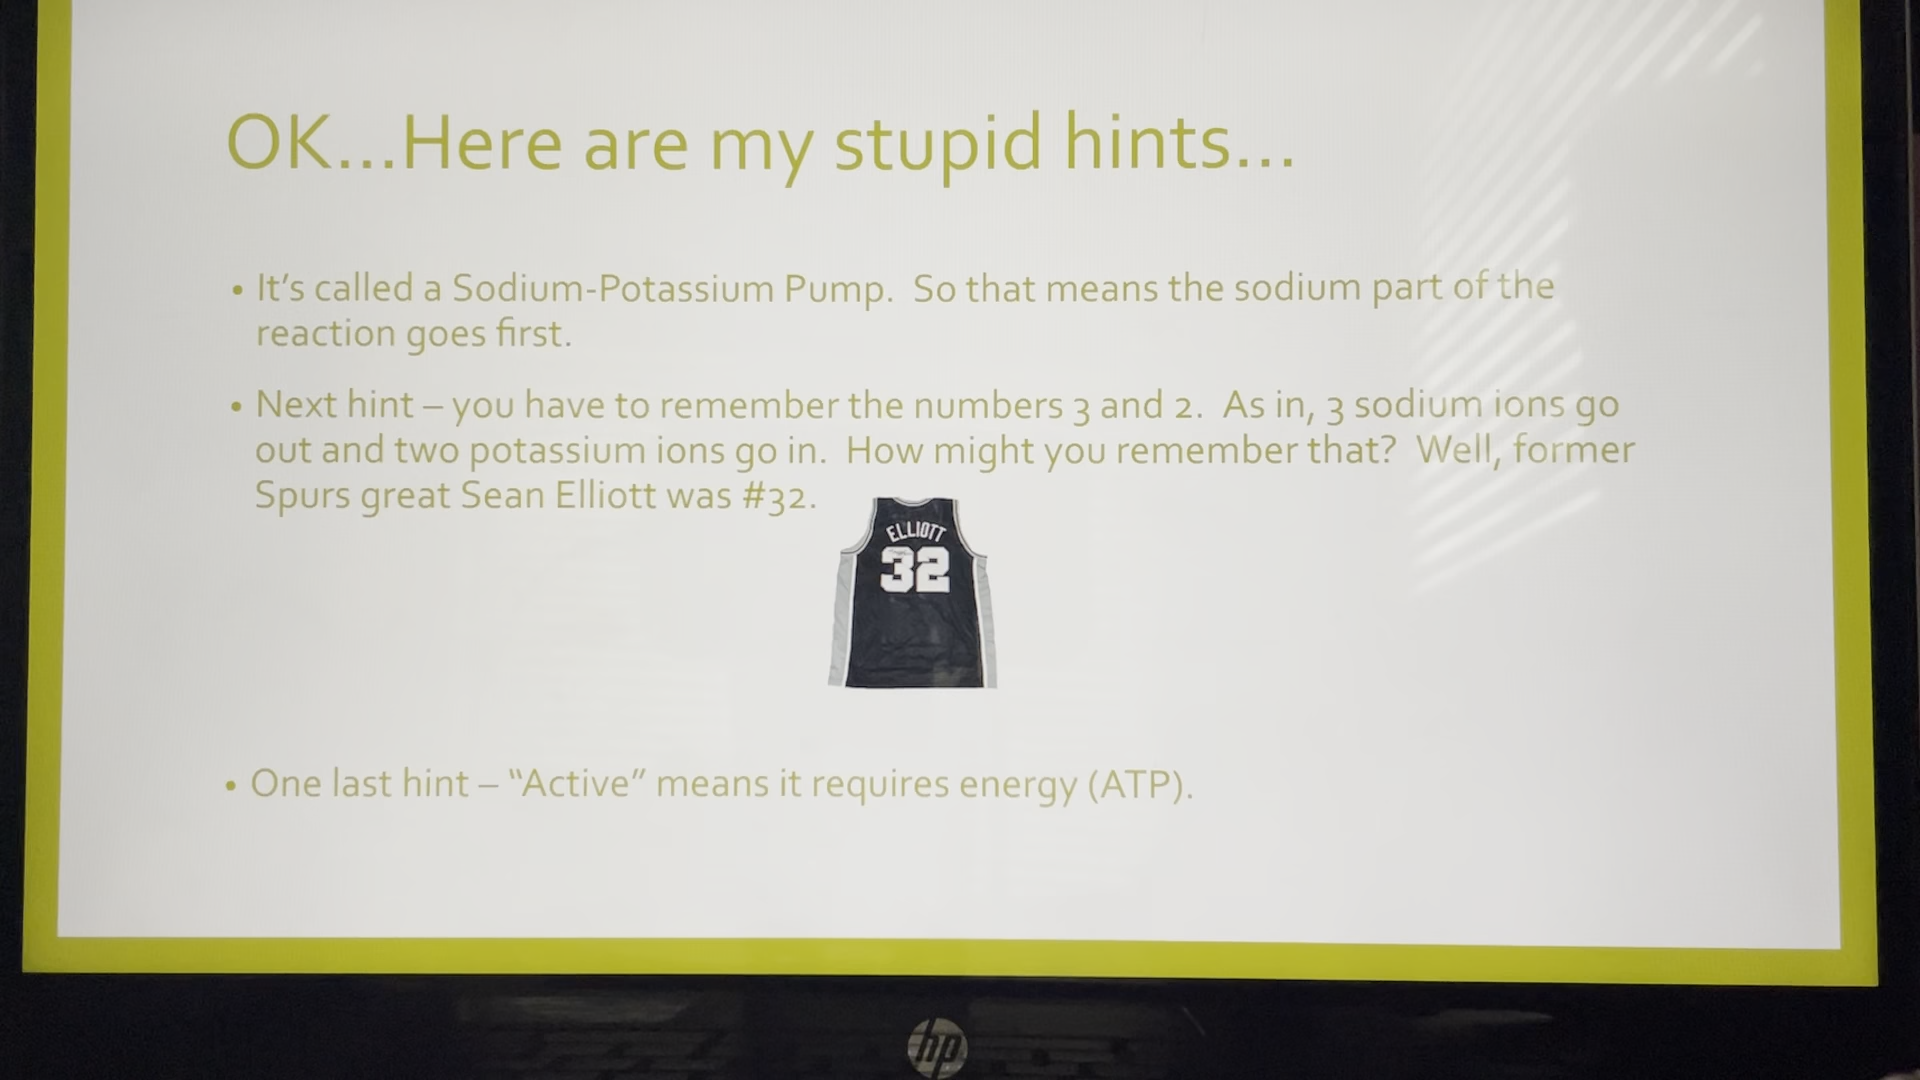 OK...Here are my stupid hints...
• It's called a Sodium-Potassium Pump. So that means the sodium part of the
reaction goes first.
• Next hint – you have to remember the numbers 3 and 2. As in, 3 sodium ions go
out and two potassium ions go in. How might you remember that? Well, former
Spurs great Sean Elliott was #32.
ELLIOTT
32
• One last hint – “Active” means it requires energy (ATP).
hp